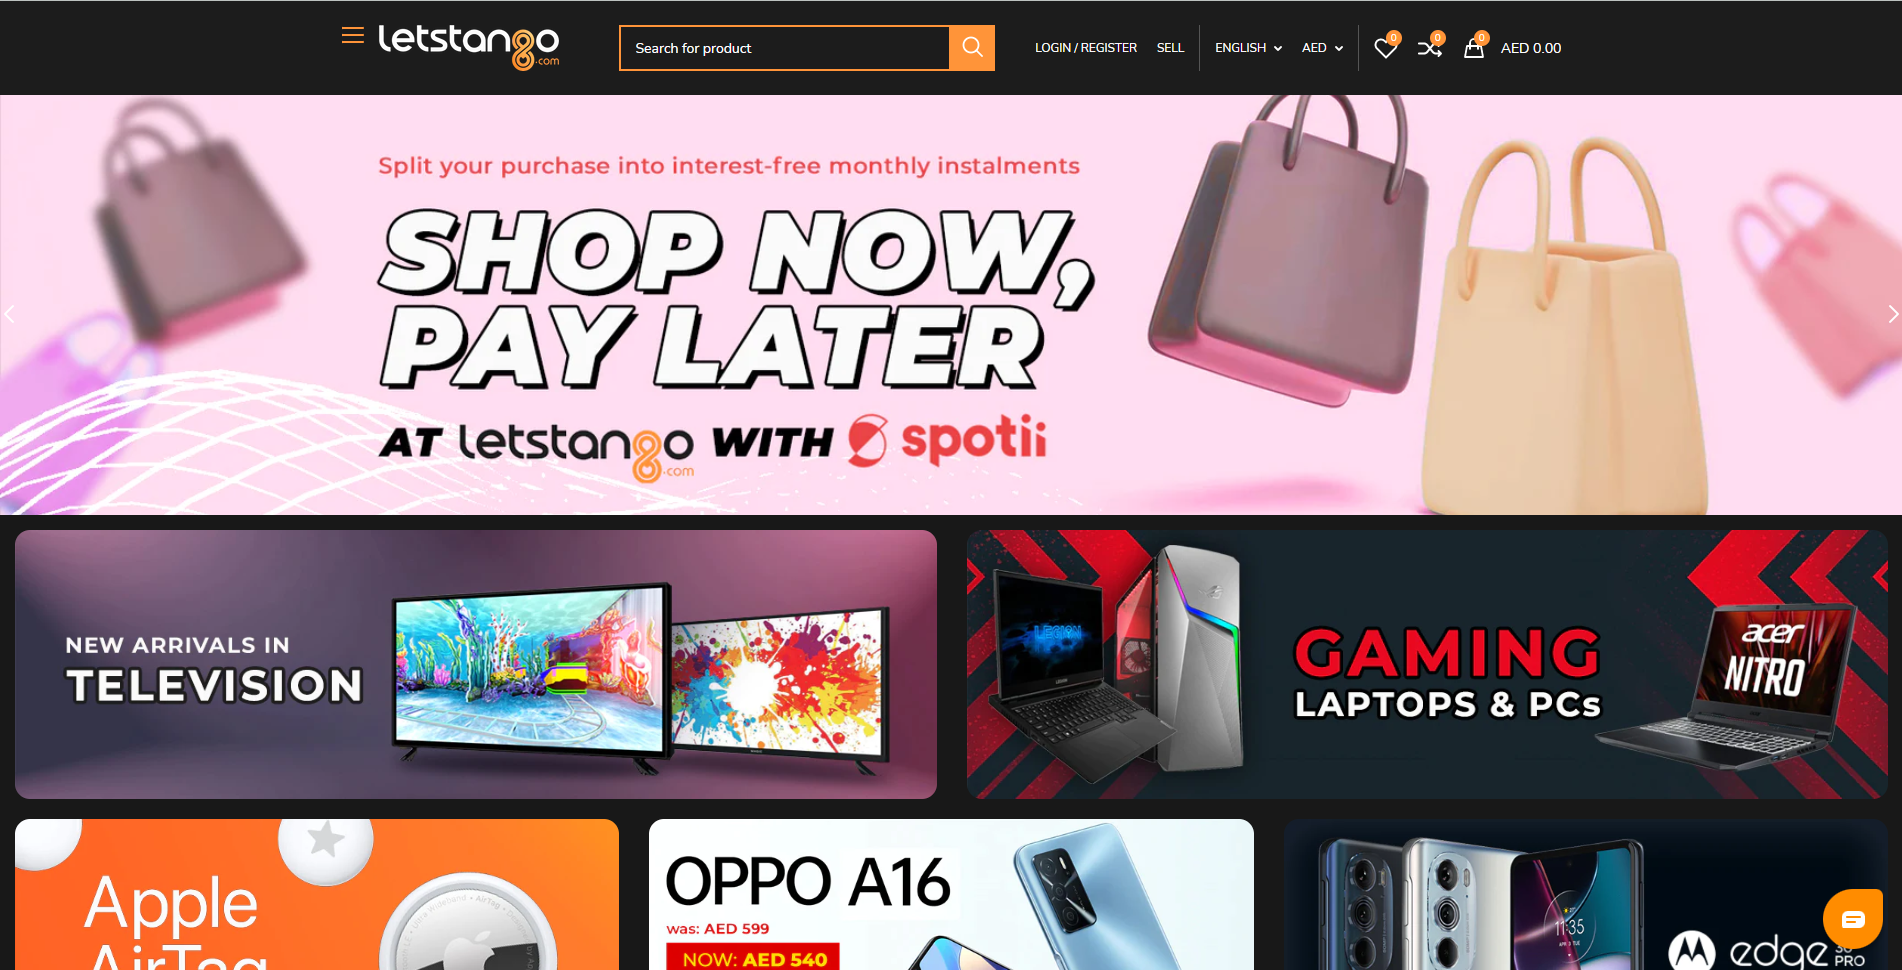 letstango
.com
Search for product
LOGIN / REGISTER
SELL
ENGLISH
AED
0
0
0
AED 0.00
Split your purchase into interest-free monthly instalments
SHOP NOW,
PAY LATER
AT letstango.com WITH spotii
NEW ARRIVALS IN
TELEVISION
LEGION
GAMING
LAPTOPS & PCs
acer
NITRO
Apple
AirTag
OPPO A16
was: AED 599
NOW: AED 540
11:35
edge 30
PRO